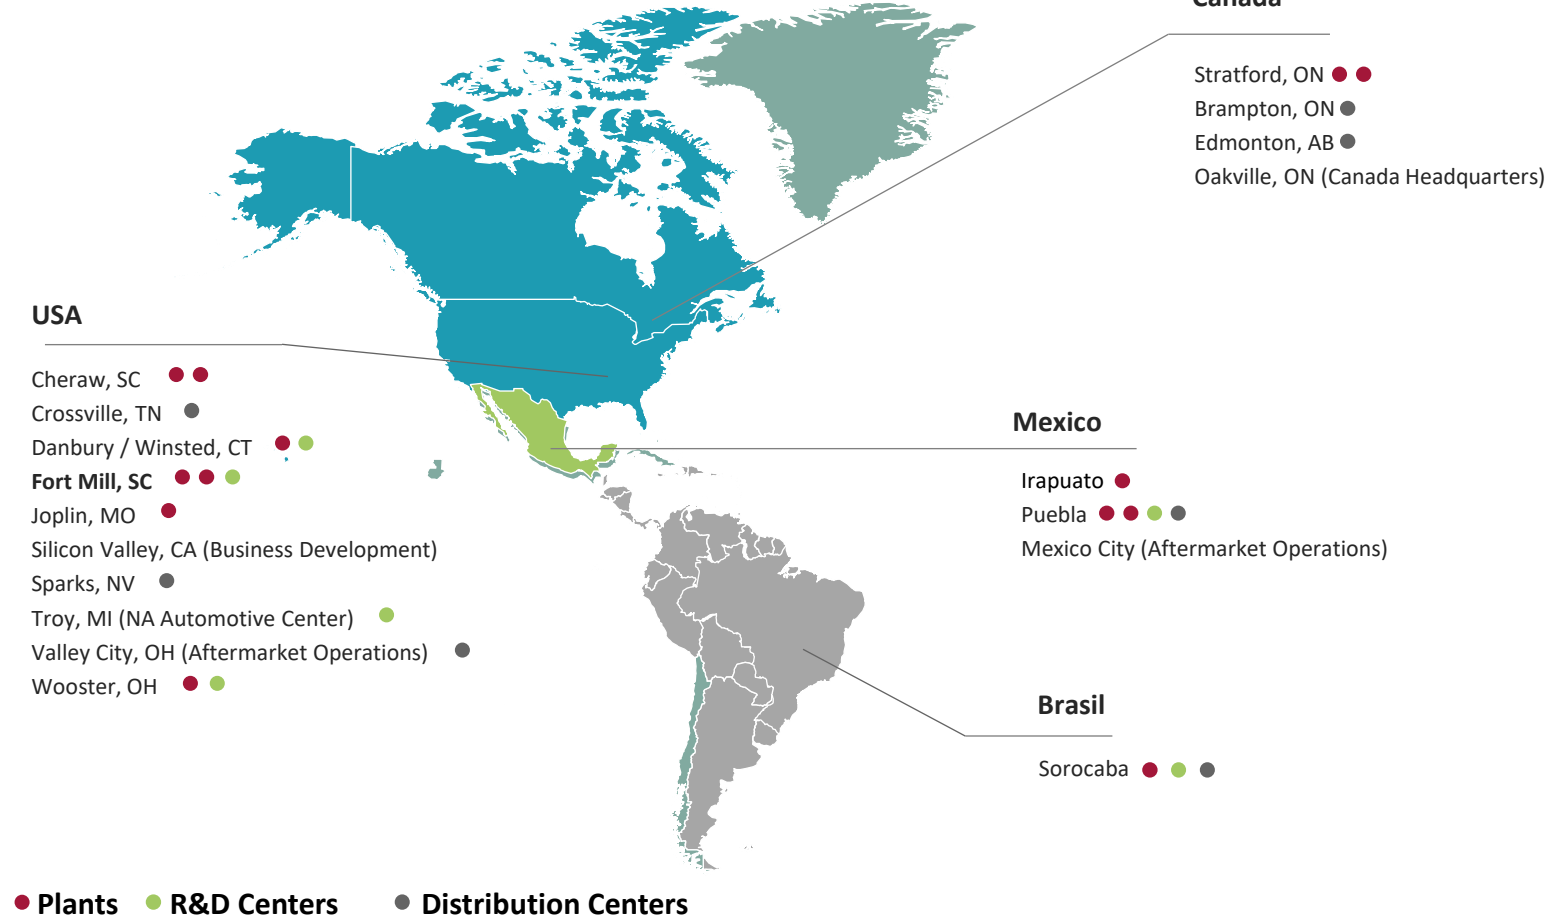 Canada
Stratford, ON
Brampton, ON
Edmonton, AB
Oakville, ON (Canada Headquarters)
USA
Cheraw, SC
Crossville, TN
Danbury / Winsted, CT
Fort Mill, SC
Joplin, MO
Silicon Valley, CA (Business Development)
Sparks, NV
Troy, MI (NA Automotive Center)
Valley City, OH (Aftermarket Operations)
Wooster, OH
Mexico
Irapuato
Puebla
Mexico City (Aftermarket Operations)
Brasil
Sorocaba
Plants R&D Centers Distribution Centers